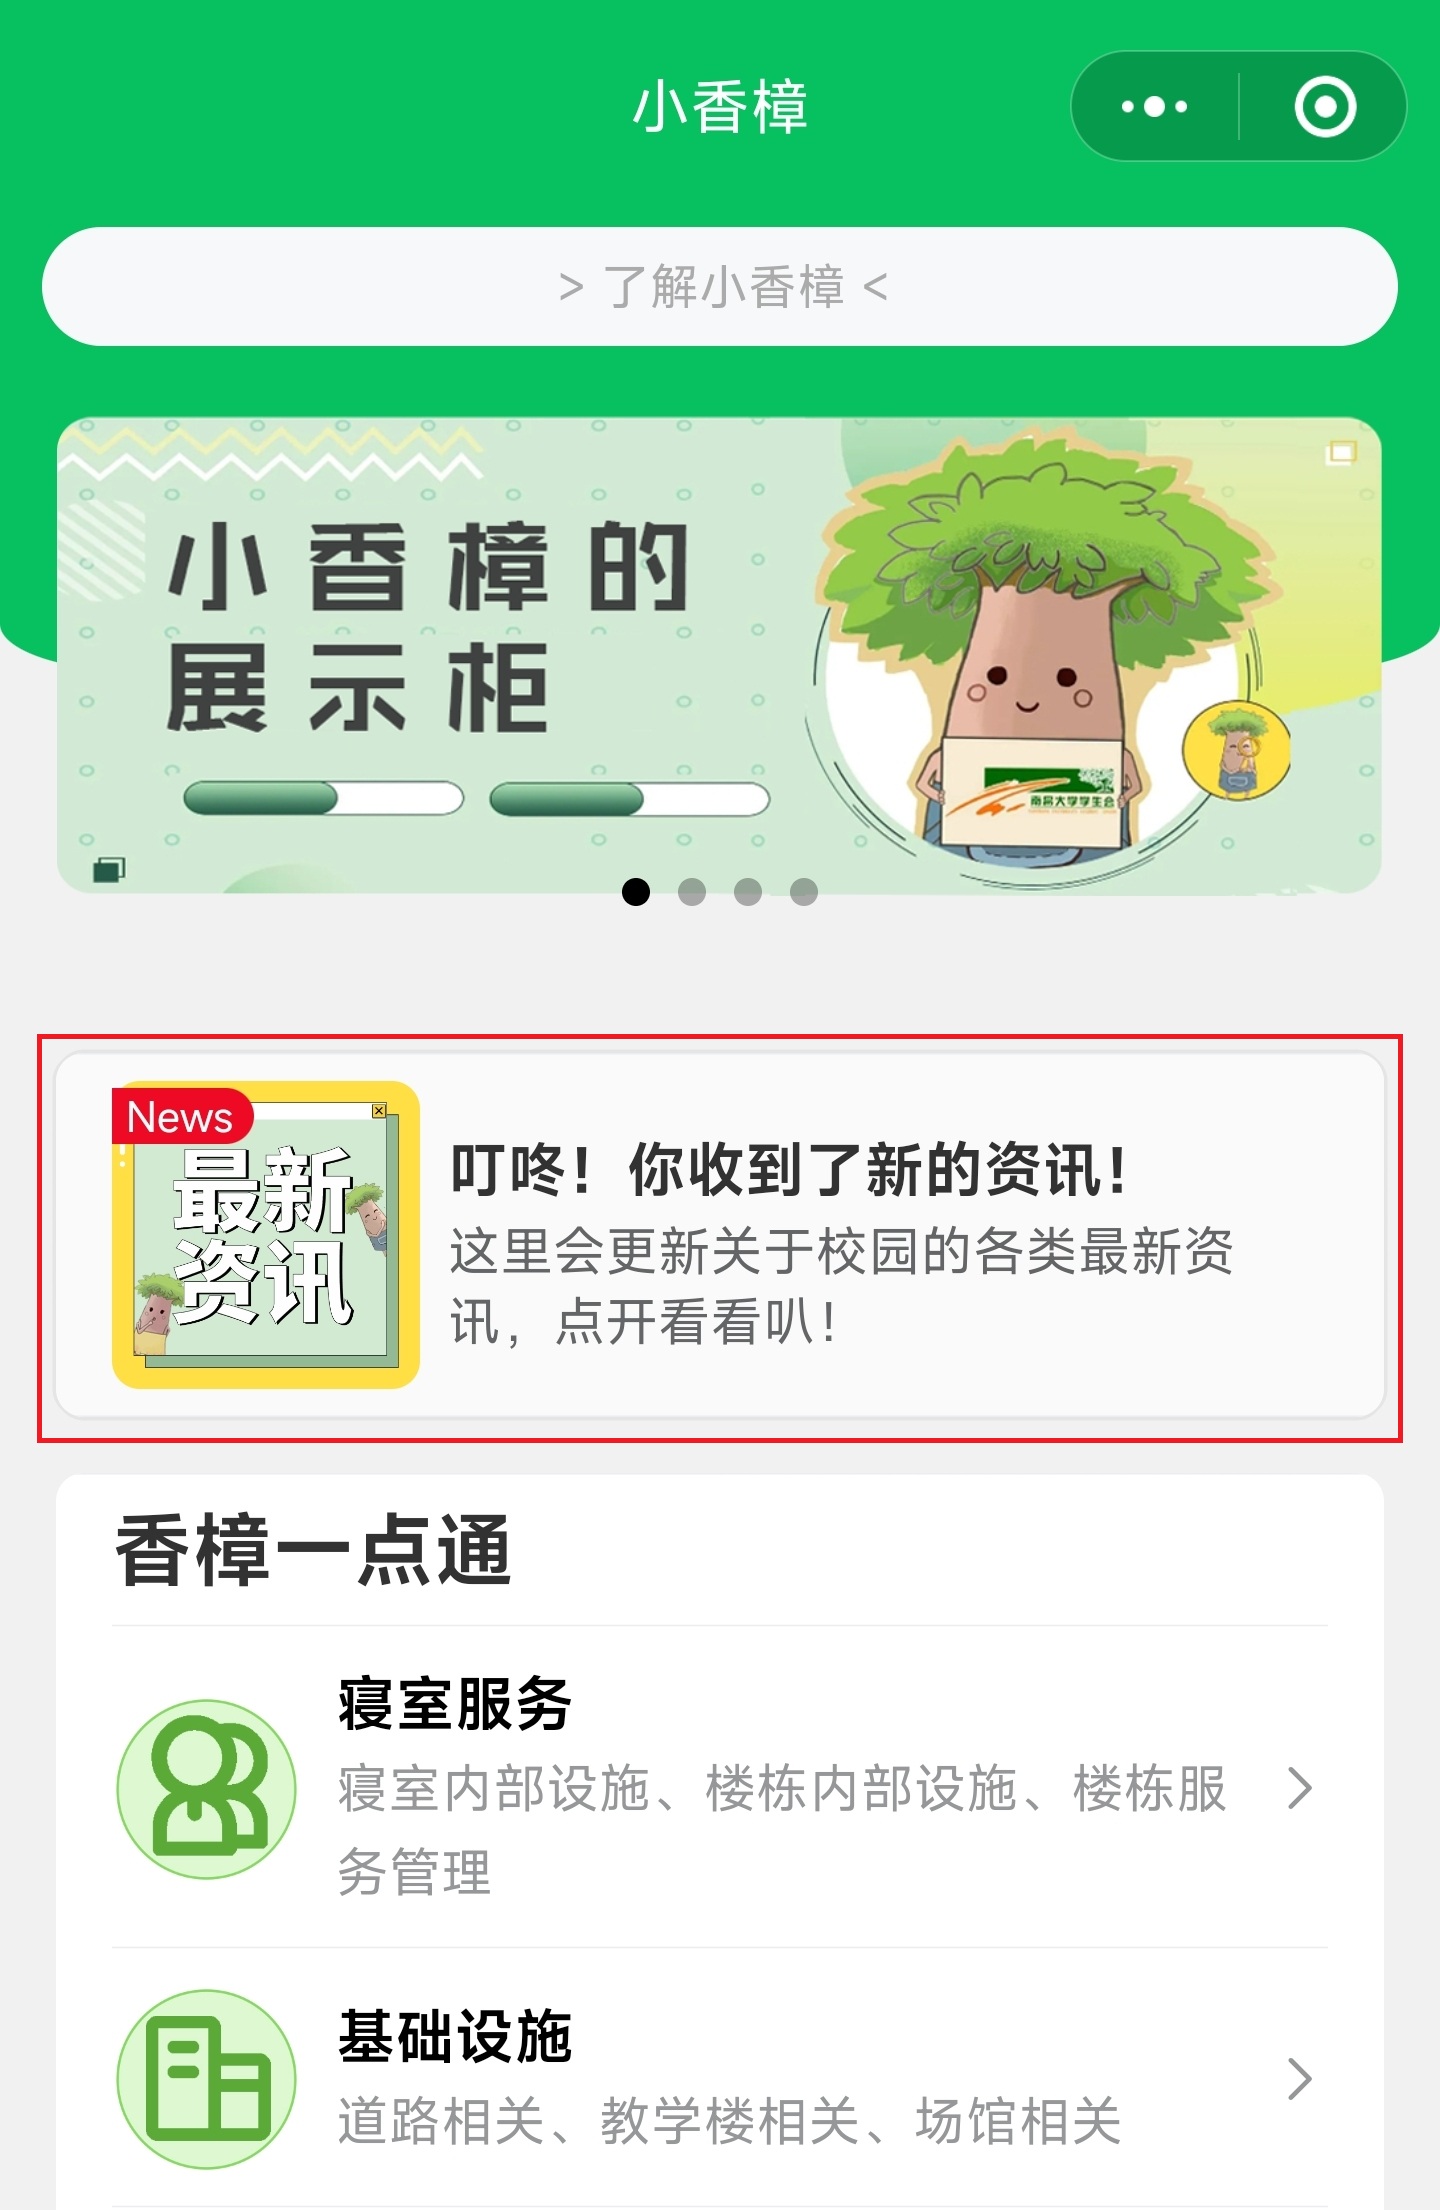 小香樟
> 了解小香樟 <
小香樟的
展示柜
南昌大学学生会
News
最新
资讯
叮咚！你收到了新的资讯！
这里会更新关于校园的各类最新资
讯，点开看看叭！
香樟一点通
寝室服务
寝室内部设施、楼栋内部设施、楼栋服
务管理
基础设施
道路相关、教学楼相关、场馆相关